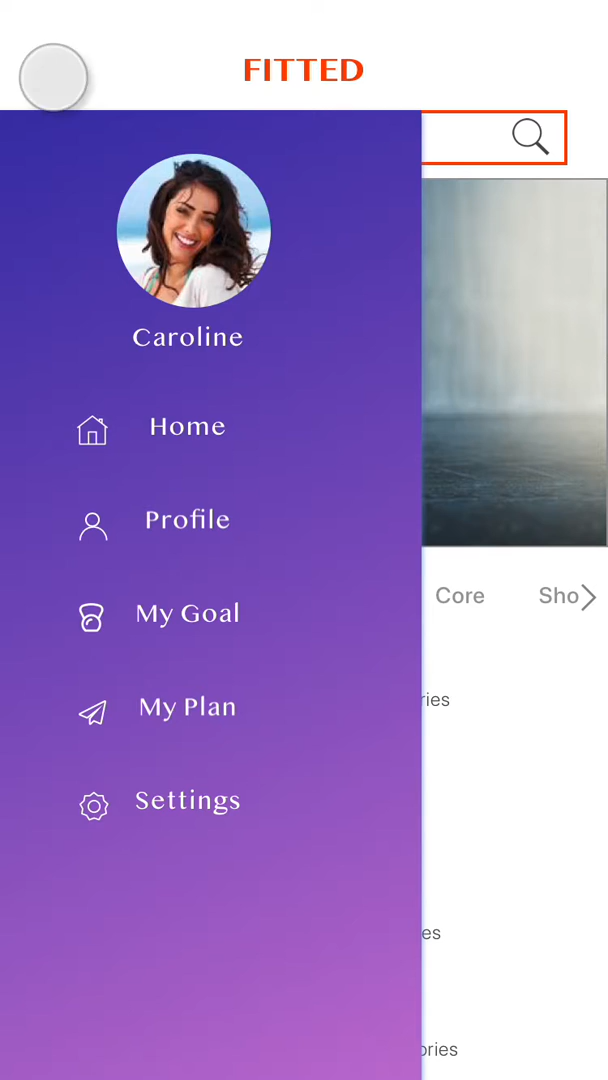 FITTED
Caroline
Home
Profile
My Goal
My Plan
Settings
Core Sho
ries
es
ories